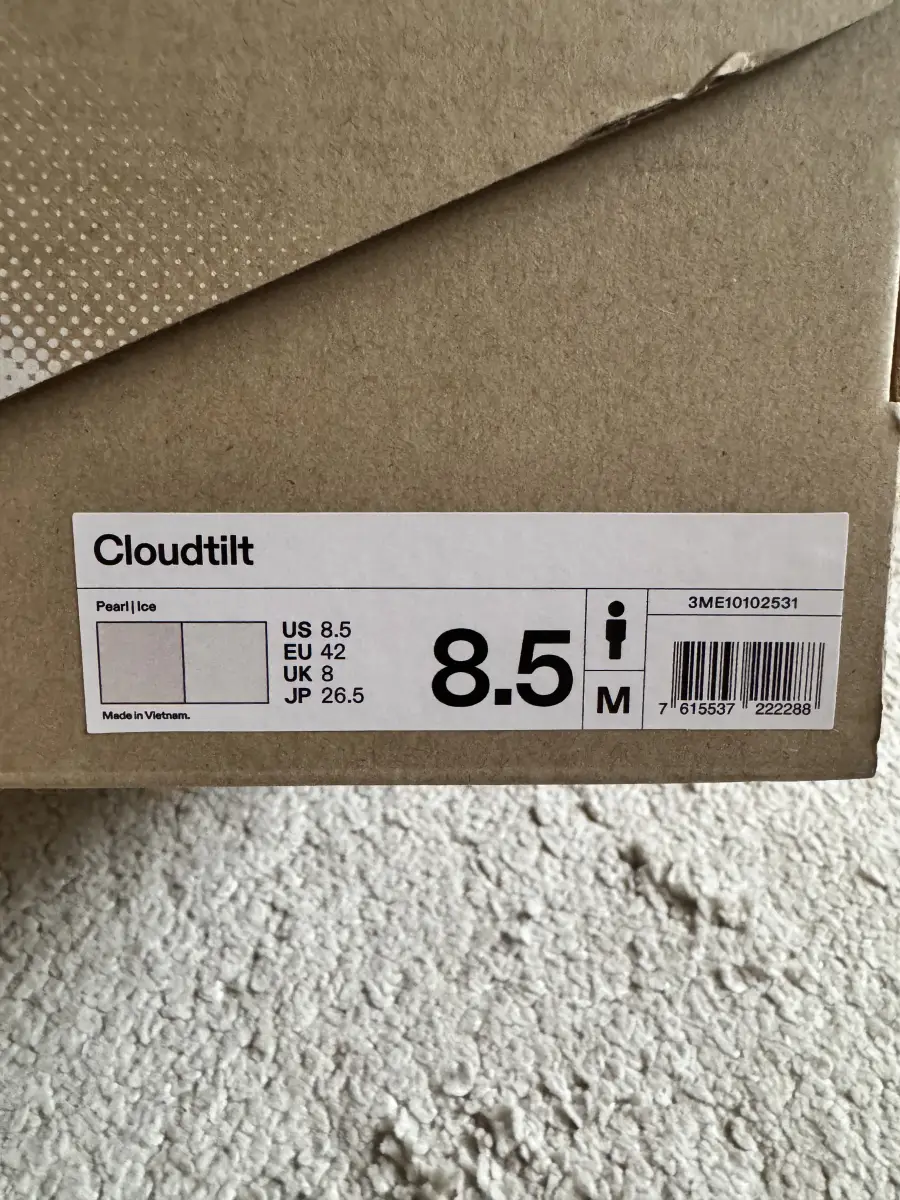 Cloudtilt
Pearl|Ice
US 8.5
EU 42
UK 8
JP 26.5
Made in Vietnam.
8.5
M
3ME10102531
7 615537 222288